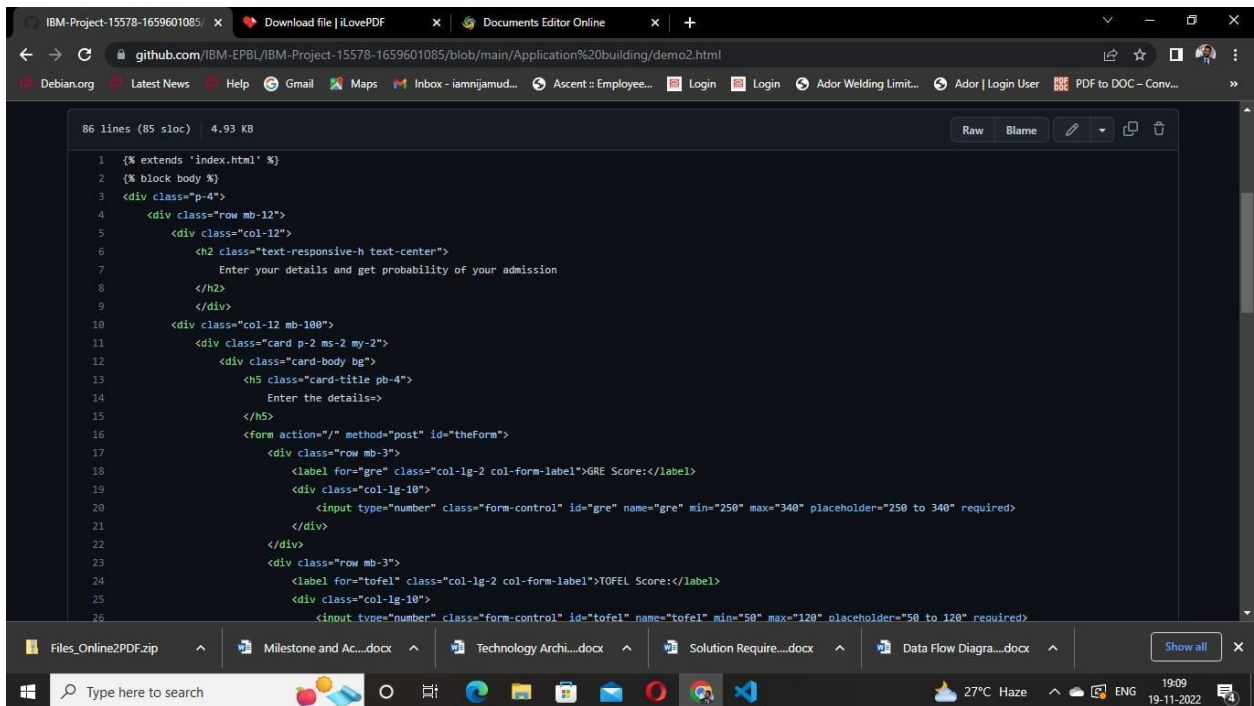 IBM-Project-15578-1659601085/
Download file | iLovePDF
Documents Editor Online
github.com/IBM-EPBL/IBM-Project-15578-1659601085/blob/main/Application%20building/demo2.html
Debian.org Latest News Help Gmail Maps Inbox - iamnijamud... Ascent :: Employee... Login Login Ador Welding Limit... Ador | Login User PDF to DOC – Conv... »
86 lines (85 sloc) 4.93 KB Raw Blame
1 {% extends 'index.html' %}
2 {% block body %}
3 <div class="p-4">
4 <div class="row mb-12">
5 <div class="col-12">
6 <h2 class="text-responsive-h text-center">
7 Enter your details and get probability of your admission
8 </h2>
9 </div>
10 <div class="col-12 mb-100">
11 <div class="card p-2 ms-2 my-2">
12 <div class="card-body bg">
13 <h5 class="card-title pb-4">
14 Enter the details=>
15 </h5>
16 <form action="/" method="post" id="theForm">
17 <div class="row mb-3">
18 <label for="gre" class="col-lg-2 col-form-label">GRE Score:</label>
19 <div class="col-lg-10">
20 <input type="number" class="form-control" id="gre" name="gre" min="250" max="340" placeholder="250 to 340" required>
21 </div>
22 </div>
23 <div class="row mb-3">
24 <label for="tofel" class="col-lg-2 col-form-label">TOFEL Score:</label>
25 <div class="col-lg-10">
26 <input type="number" class="form-control" id="tofel" name="tofel" min="50" max="120" placeholder="50 to 120" required>
Files_Online2PDF.zip Milestone and Ac....docx Technology Archi....docx Solution Require....docx Data Flow Diagra....docx Show all
Type here to search 27°C Haze ENG 19:09
19-11-2022 4